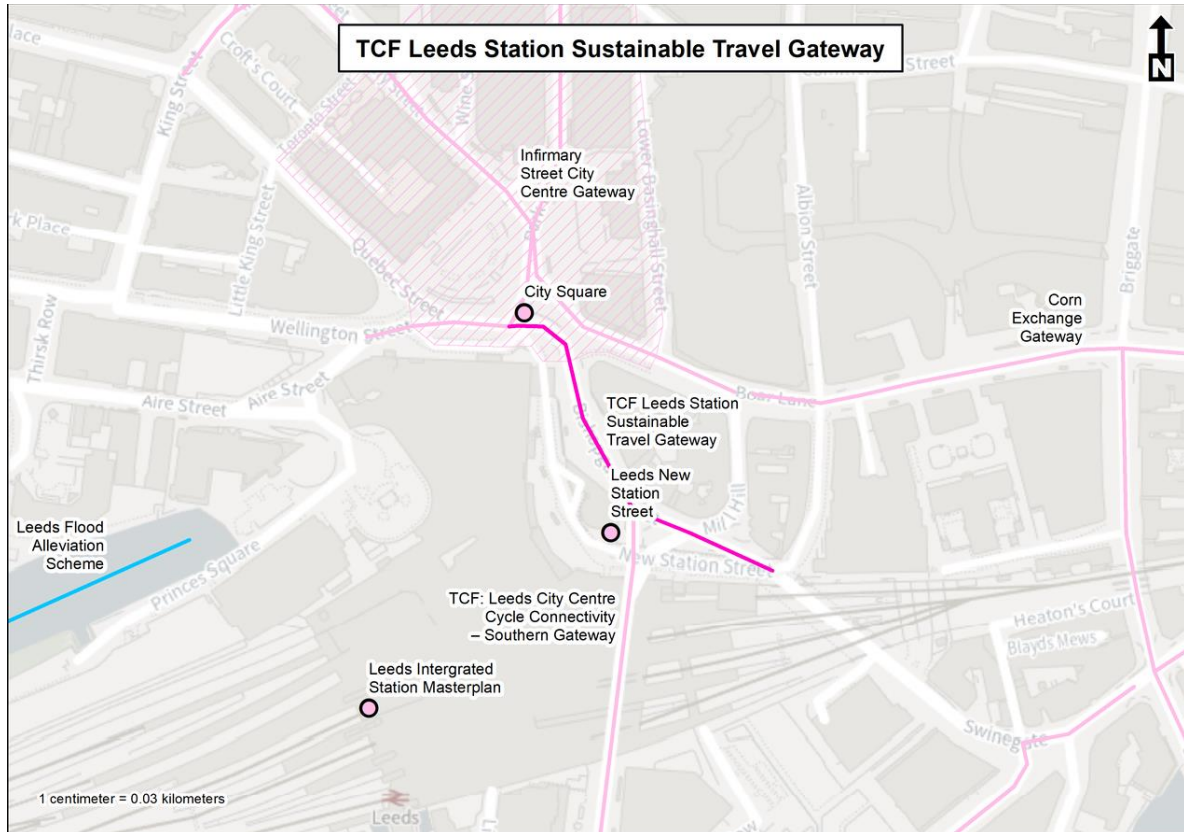 TCF Leeds Station Sustainable Travel Gateway
N
King Street
Croft's Court
Toronto Street
Wine
Lower Basinghall Street
Infirmary
Street City
Centre Gateway
Albion Street
Briggate
Little King Street
Quebec Street
City Square
Wellington Street
Corn
Exchange
Gateway
Thirsk Row
Aire Street
Aire Street
Boar Lane
TCF Leeds Station
Sustainable
Travel Gateway
Leeds New
Station
Street
Mill Hill
New Station Street
Leeds Flood
Alleviation
Scheme
Princes Square
TCF: Leeds City Centre
Cycle Connectivity
– Southern Gateway
Heaton's Court
Blayds Mews
Leeds Intergrated
Station Masterplan
Swinegate
1 centimeter = 0.03 kilometers
Leeds